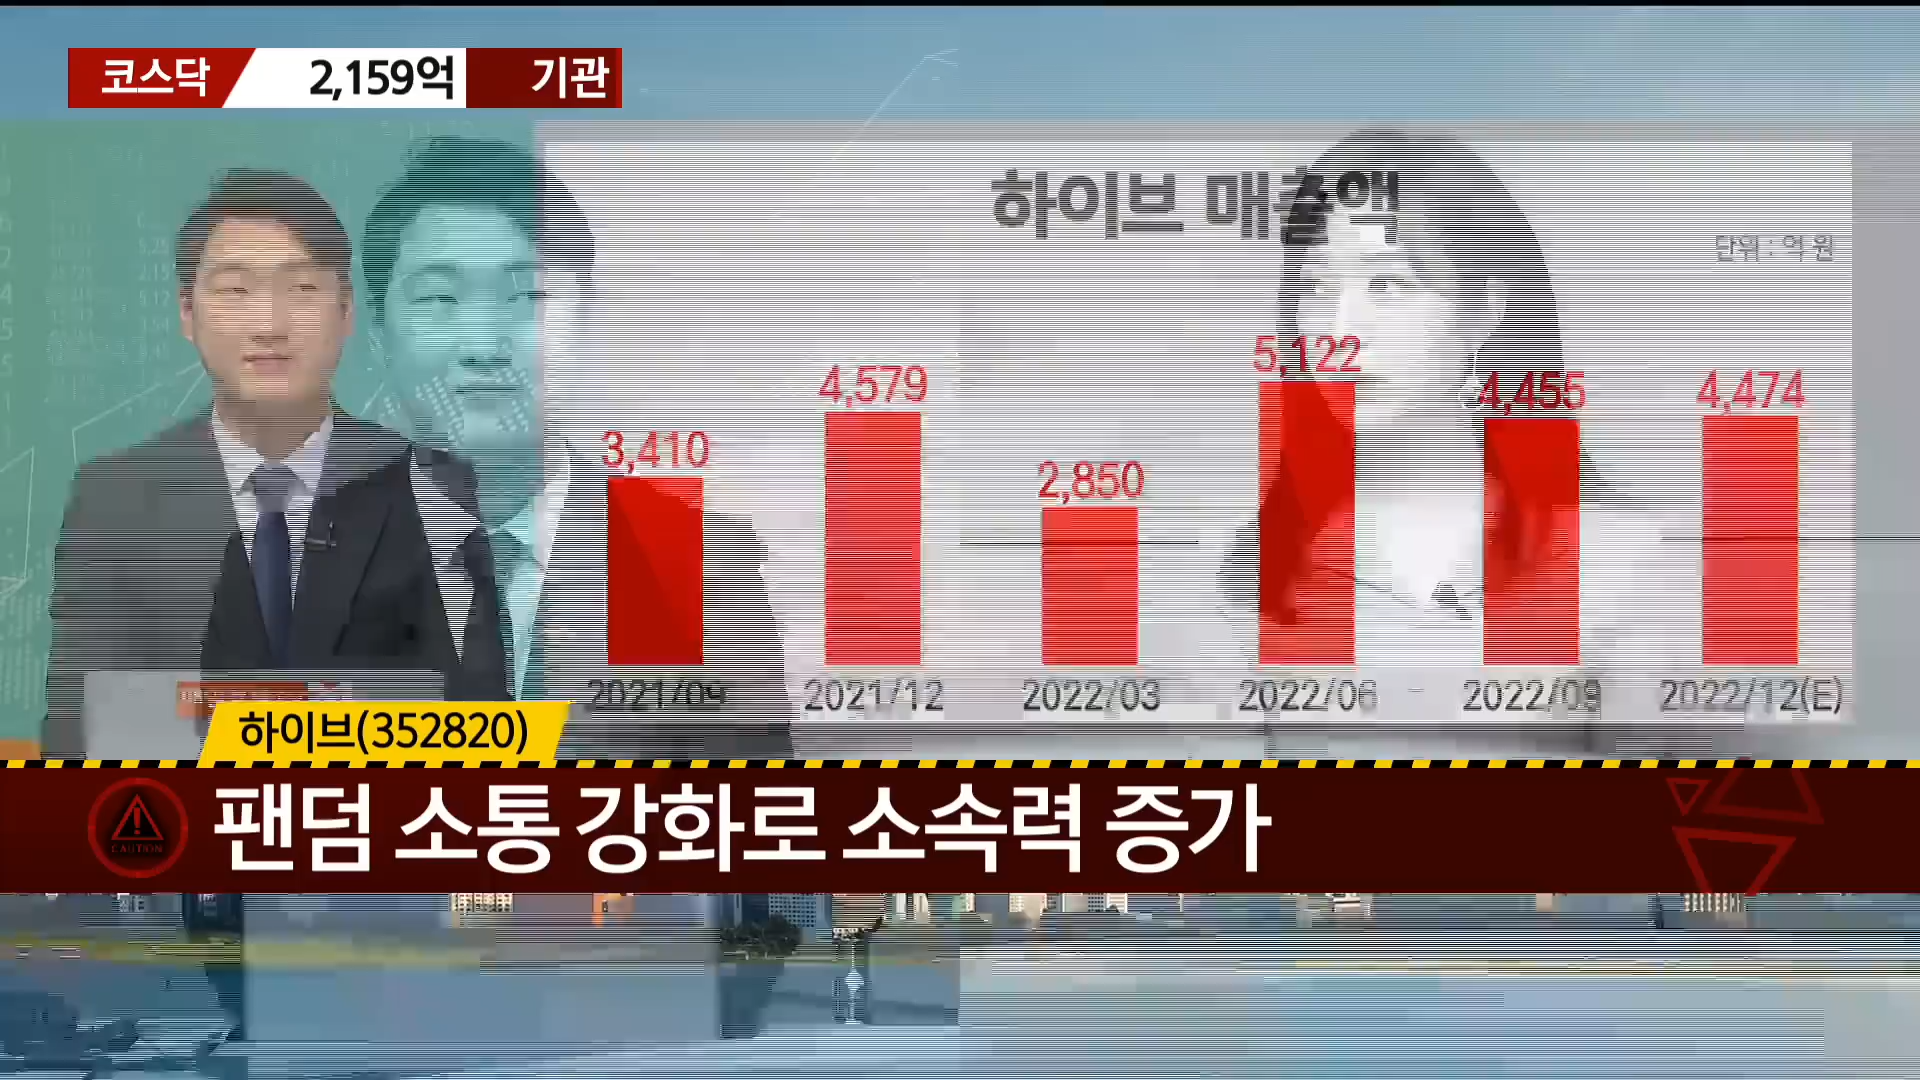 코스닥 2,159억 기관
하이브 매출액
단위 : 억 원
3,410
4,579
2,850
5,122
4,455
4,474
2021/09
2021/12
2022/03
2022/06
2022/09
2022/12(E)
하이브(352820)
CAUTION
팬덤 소통 강화로 소속력 증가